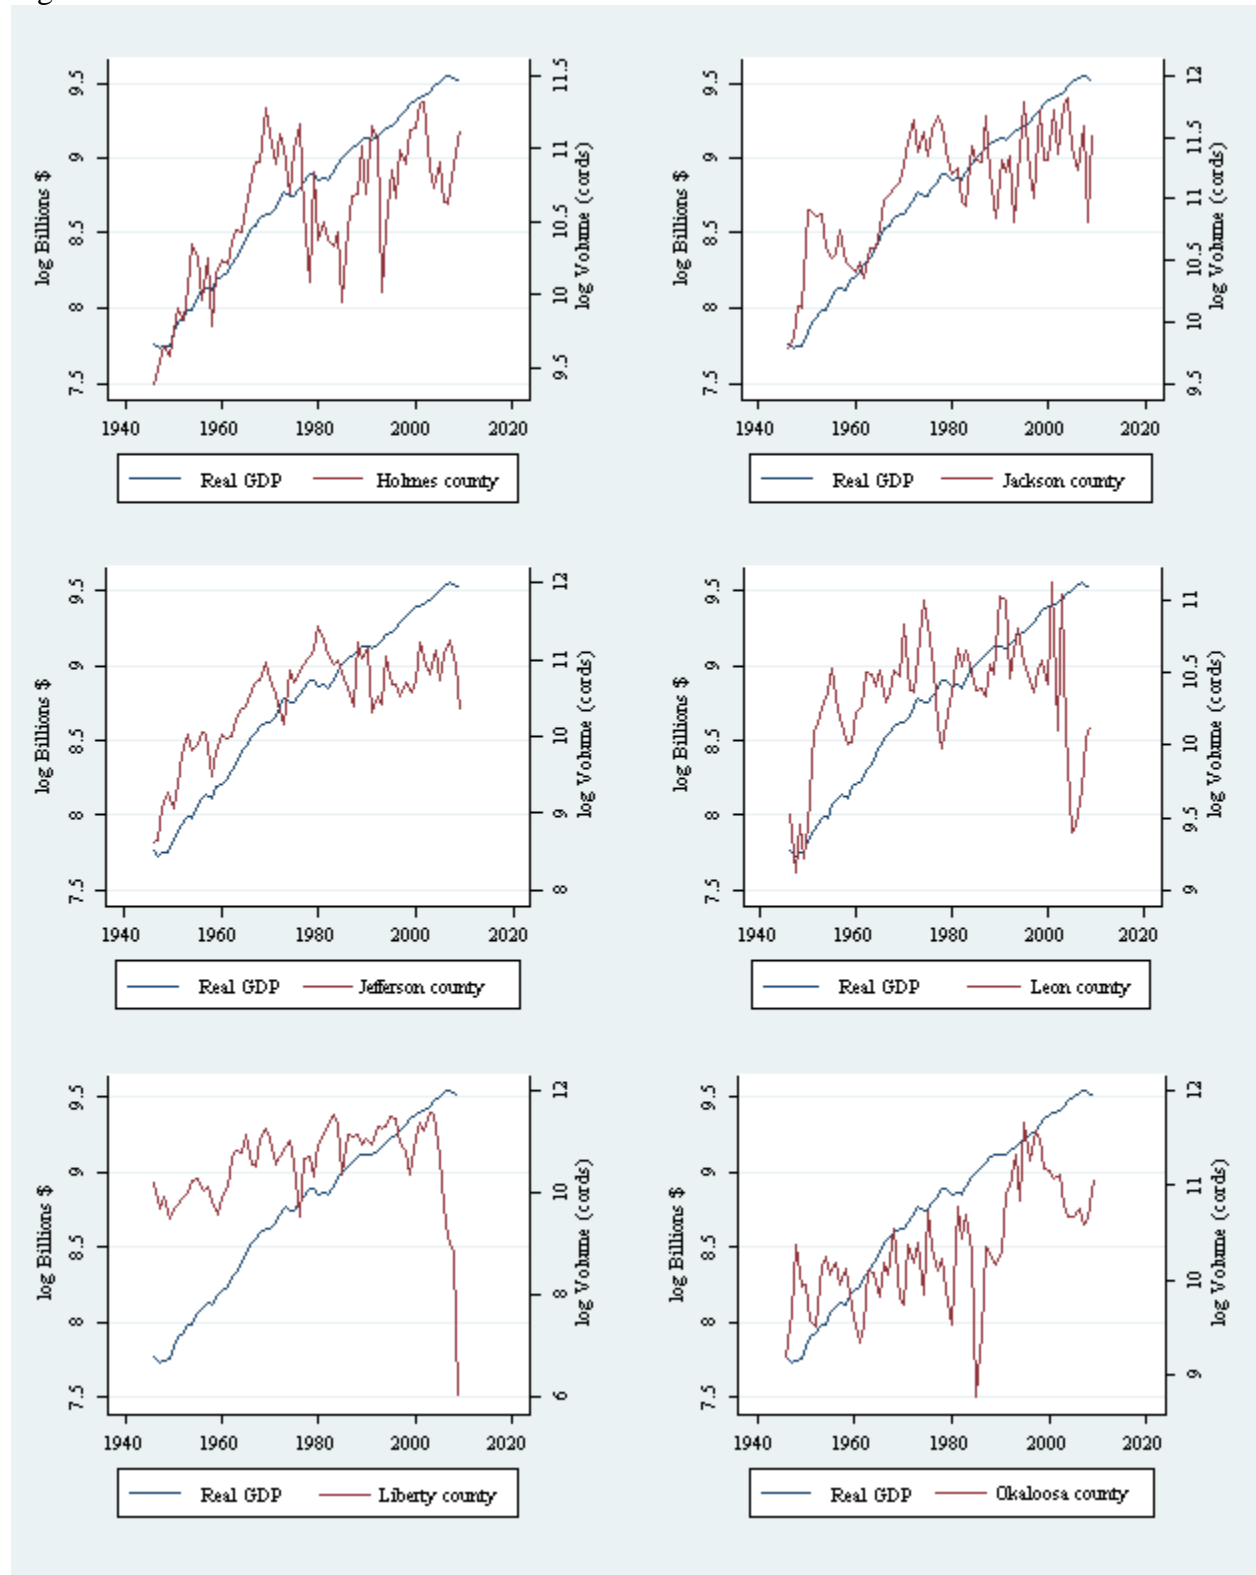 9.5
9
8.5
8
7.5
log Billions $
11.5
11
10.5
10
9.5
log Volume (cords)
1940 1960 1980 2000 2020
Real GDP Holmes county
9.5
9
8.5
8
7.5
log Billions $
12
11.5
11
10.5
10
9.5
log Volume (cords)
1940 1960 1980 2000 2020
Real GDP Jackson county
9.5
9
8.5
8
7.5
log Billions $
12
11
10
9
8
log Volume (cords)
1940 1960 1980 2000 2020
Real GDP Jefferson county
9.5
9
8.5
8
7.5
log Billions $
11
10.5
10
9.5
9
log Volume (cords)
1940 1960 1980 2000 2020
Real GDP Leon county
9.5
9
8.5
8
7.5
log Billions $
12
10
8
6
log Volume (cords)
1940 1960 1980 2000 2020
Real GDP Liberty county
9.5
9
8.5
8
7.5
log Billions $
12
11
10
9
log Volume (cords)
1940 1960 1980 2000 2020
Real GDP Okaloosa county